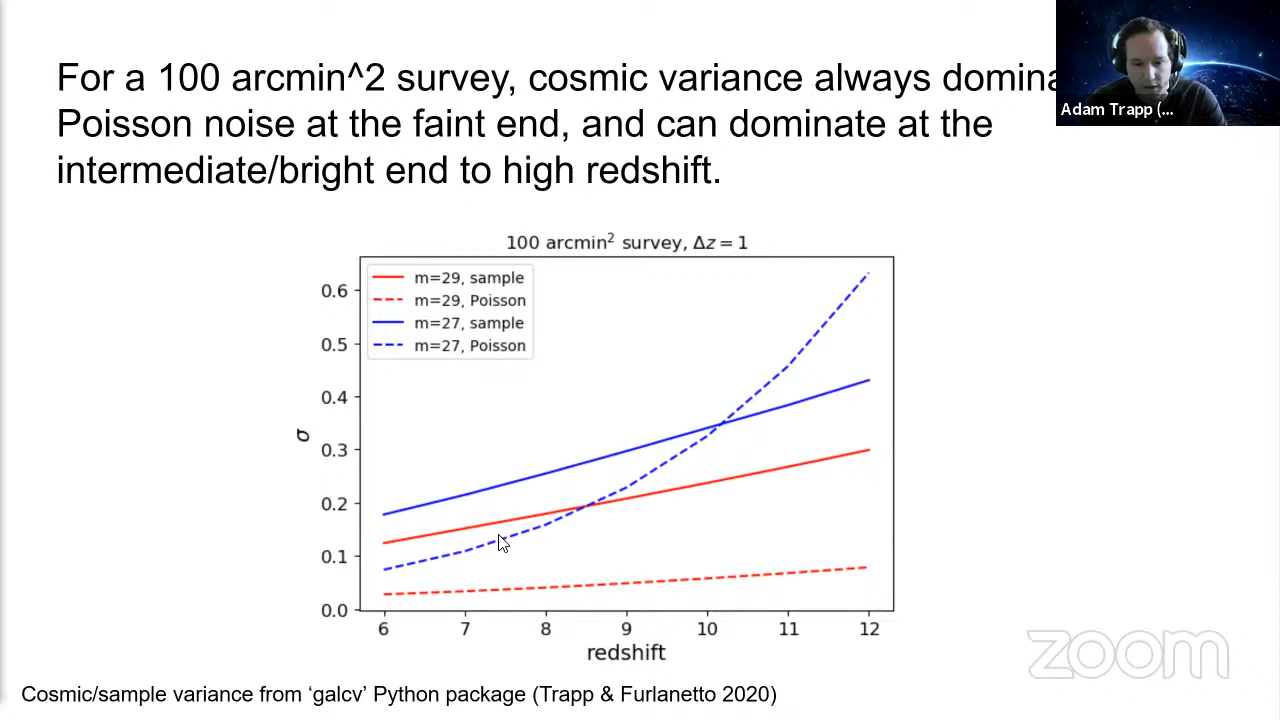 For a 100 arcmin^2 survey, cosmic variance always
Poisson noise at the faint end, and can dominate at the
intermediate/bright end to high redshift.
Adam Trapp (...
100 arcmin² survey, Δz = 1
m=29, sample
m=29, Poisson
m=27, sample
m=27, Poisson
0.6
0.5
0.4
0.3
0.2
0.1
0.0
σ
6 7 8 9 10 11 12
redshift
zoom
Cosmic/sample variance from ‘galcv’ Python package (Trapp & Furlanetto 2020)